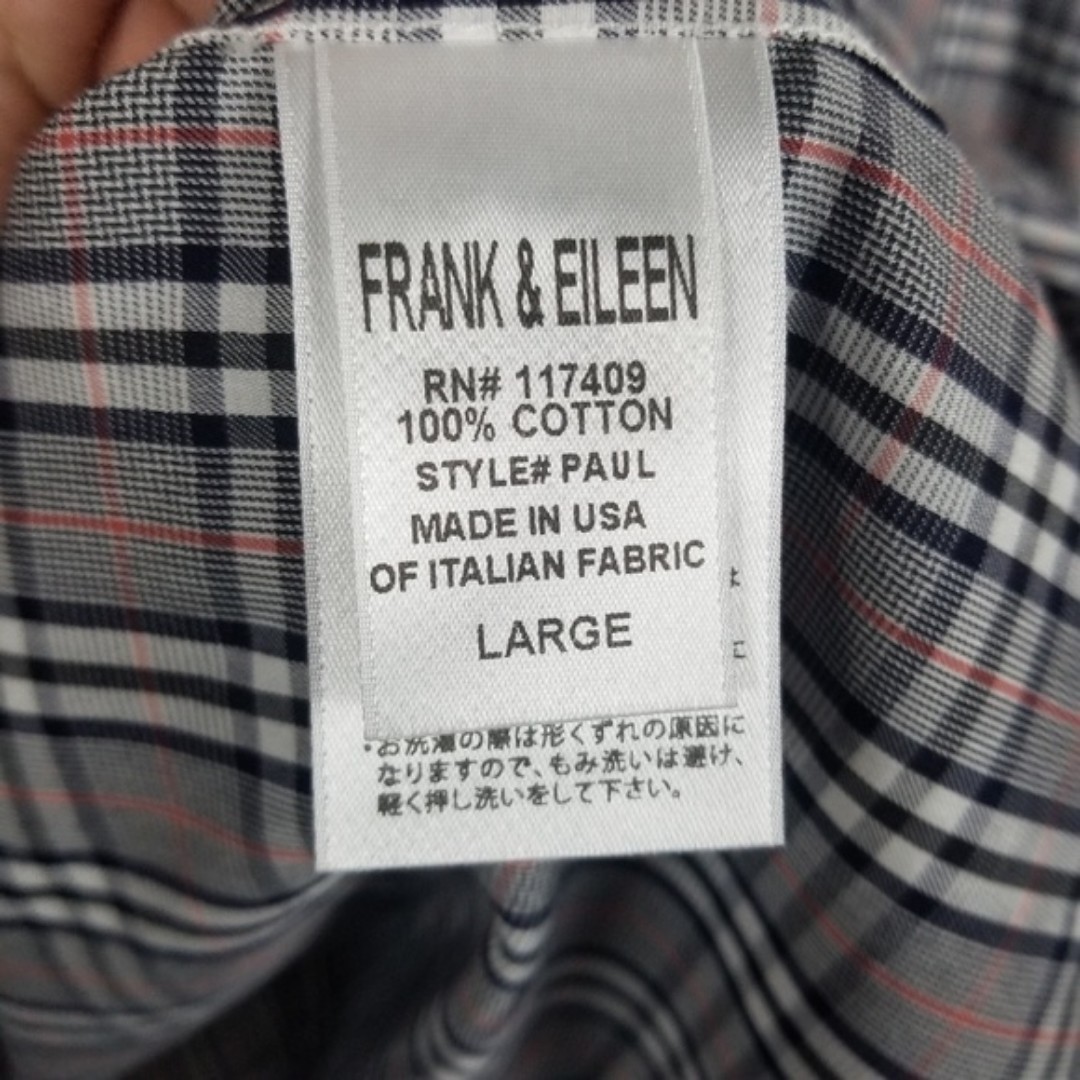 FRANK & EILEEN
RN# 117409
100% COTTON
STYLE# PAUL
MADE IN USA
OF ITALIAN FABRIC
LARGE
・お洗濯の際は形くずれの原因に
なりますので、もみ洗いは避け、
軽く押し洗いをして下さい。